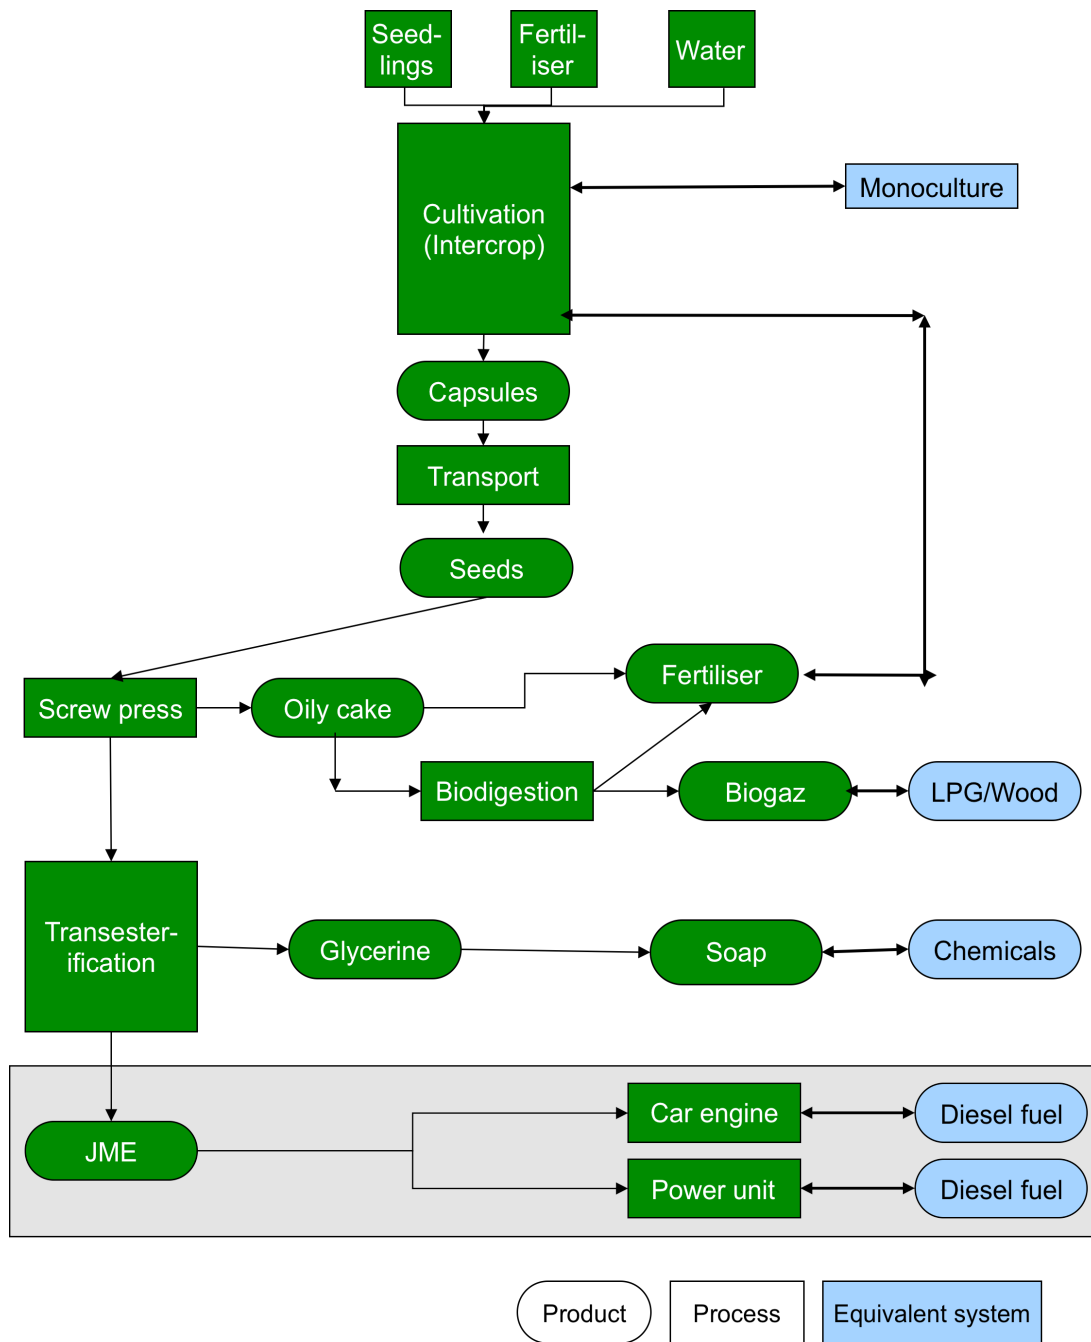 Seed-
lings
Fertil-
iser
Water
Cultivation
(Intercrop)
Monoculture
Capsules
Transport
Seeds
Fertiliser
Screw press
Oily cake
Biodigestion
Biogaz
LPG/Wood
Transester-
ification
Glycerine
Soap
Chemicals
Car engine
Diesel fuel
JME
Power unit
Diesel fuel
Product
Process
Equivalent system